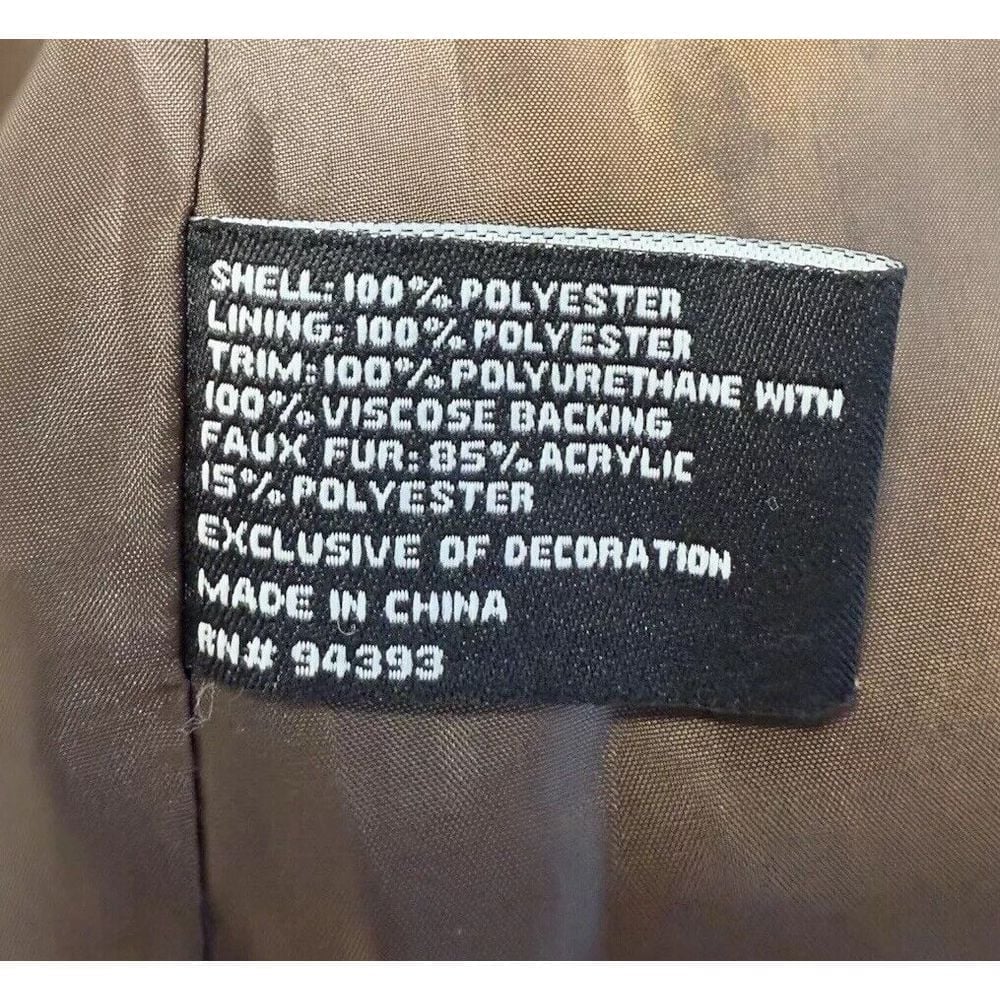 SHELL: 100% POLYESTER
LINING: 100% POLYESTER
TRIM: 100% POLYURETHANE WITH
100% VISCOSE BACKING
FAUX FUR: 85% ACRYLIC
15% POLYESTER
EXCLUSIVE OF DECORATION
MADE IN CHINA
RN# 94393